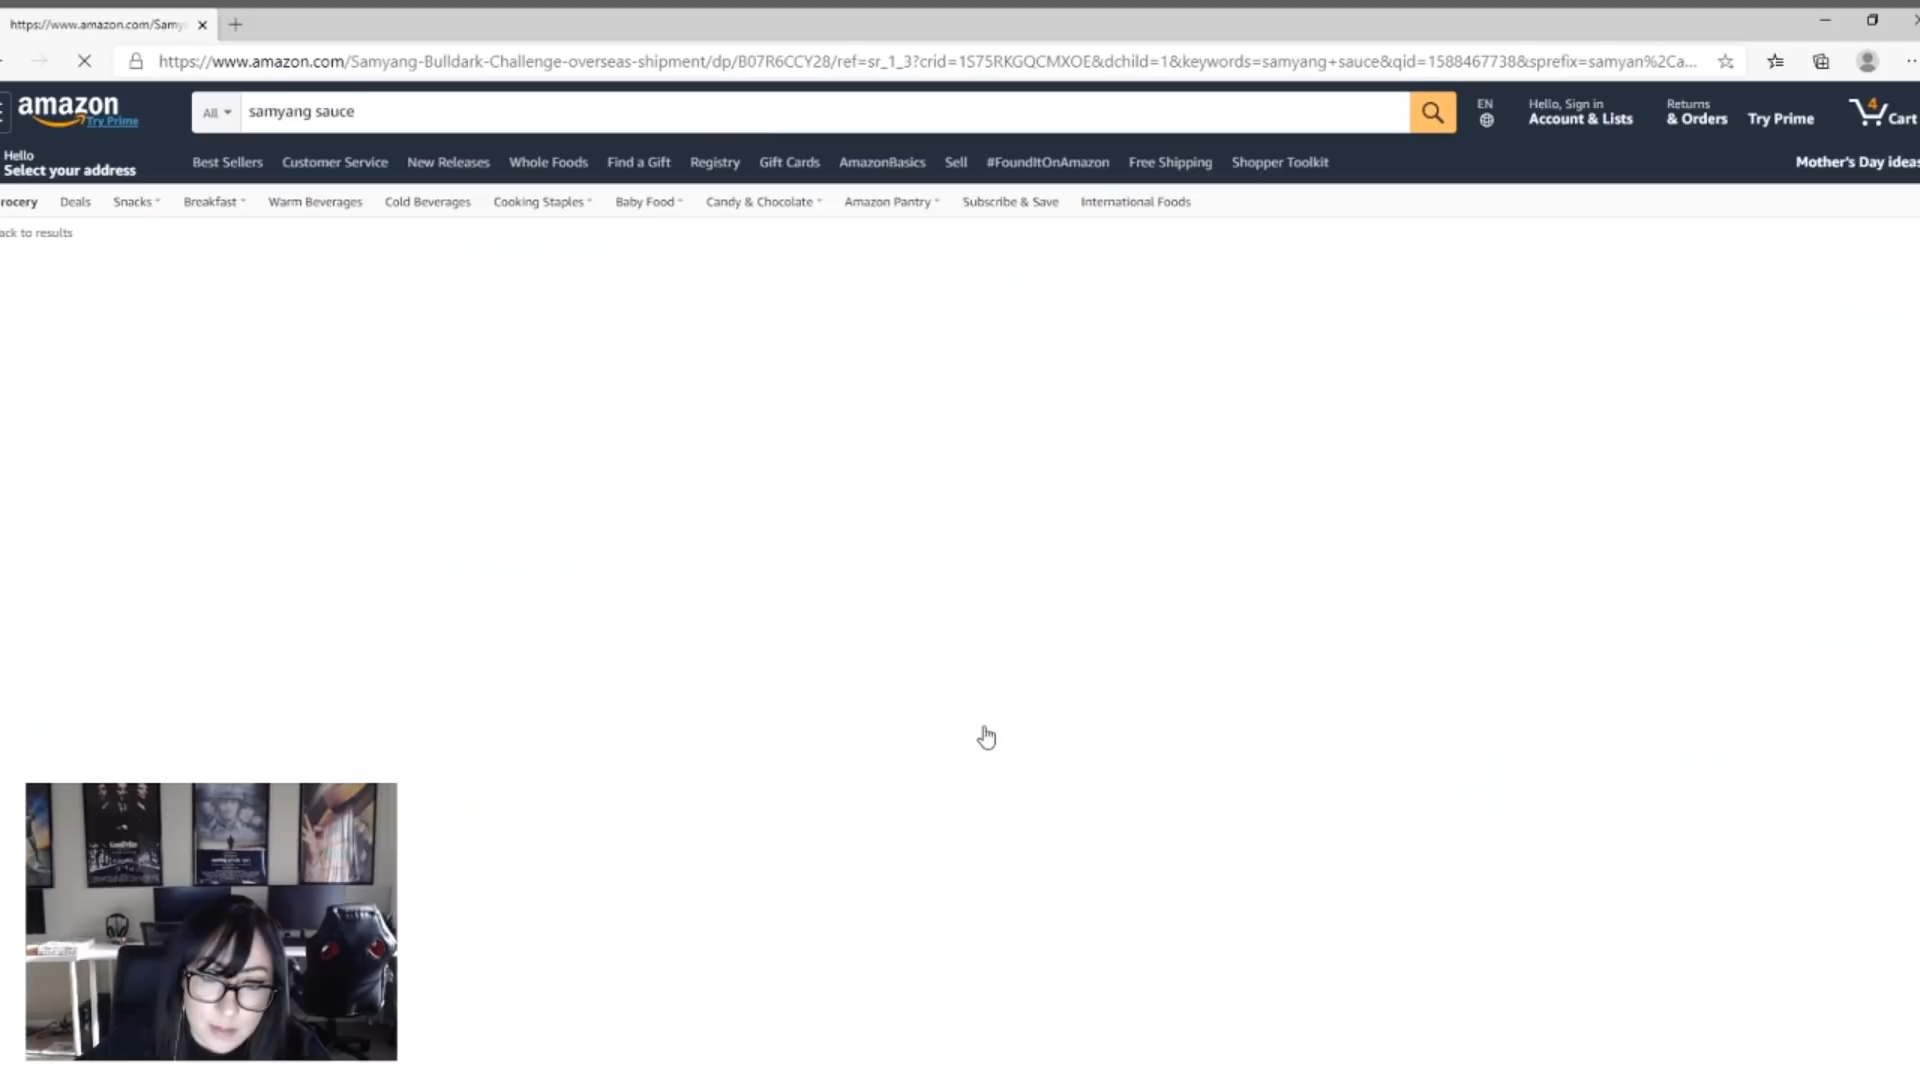 https://www.amazon.com/Samy
https://www.amazon.com/Samyang-Bulldark-Challenge-overseas-shipment/dp/B07R6CCY28/ref=sr_1_3?crid=1S75RKGQCMXOE&dchild=1&keywords=samyang+sauce&qid=1588467738&sprefix=samyan%2Ca...
amazon
Try Prime
All
samyang sauce
EN
Hello, Sign in
Account & Lists
Returns
& Orders
Try Prime
4
Cart
Hello
Select your address
Best Sellers Customer Service New Releases Whole Foods Find a Gift Registry Gift Cards AmazonBasics Sell #FoundItOnAmazon Free Shipping Shopper Toolkit
Mother's Day ideas
rocery Deals Snacks Breakfast Warm Beverages Cold Beverages Cooking Staples Baby Food Candy & Chocolate Amazon Pantry Subscribe & Save International Foods
ack to results
GoodFellas